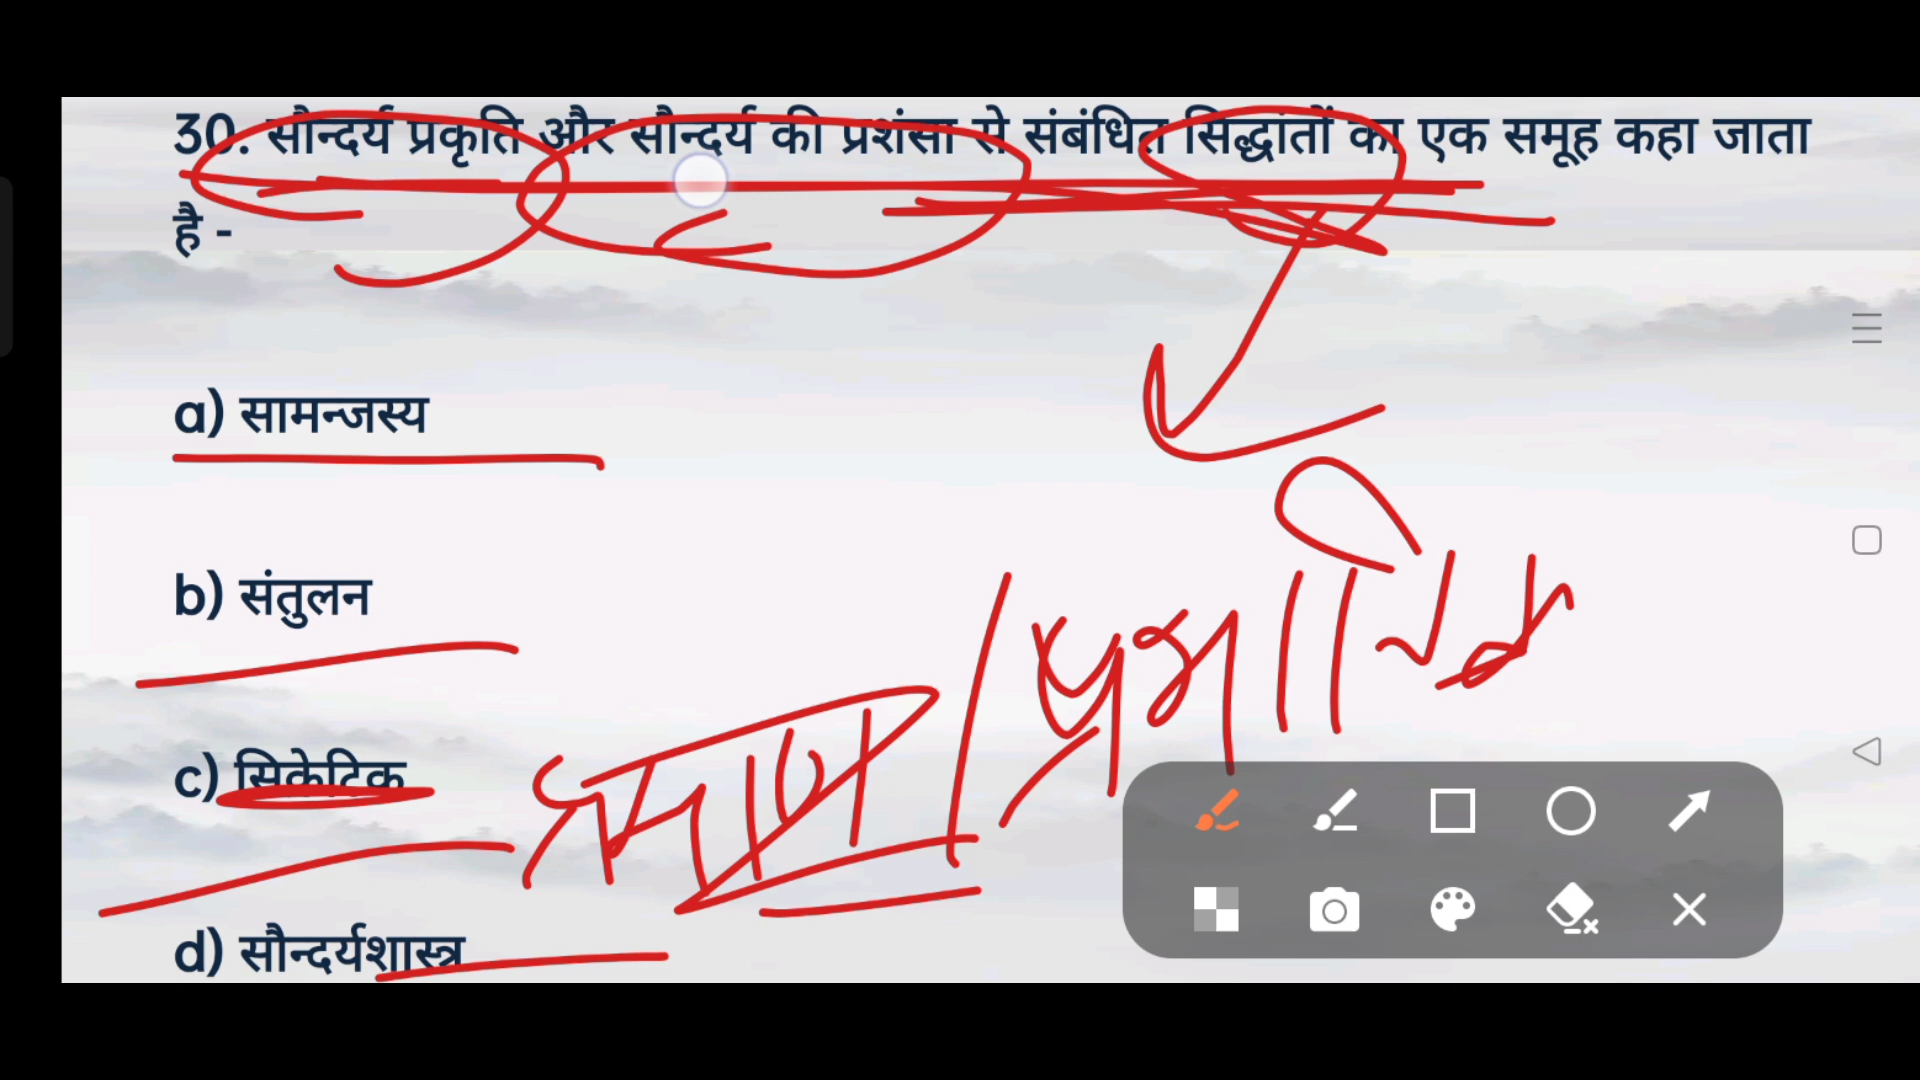 30. सौन्दर्य प्रकृति और सौन्दर्य की प्रशंसा से संबंधित सिद्धांतों का एक समूह कहा जाता
है -
a) सामन्जस्य
b) संतुलन
c) सिकेटिक
d) सौन्दर्यशास्त्र